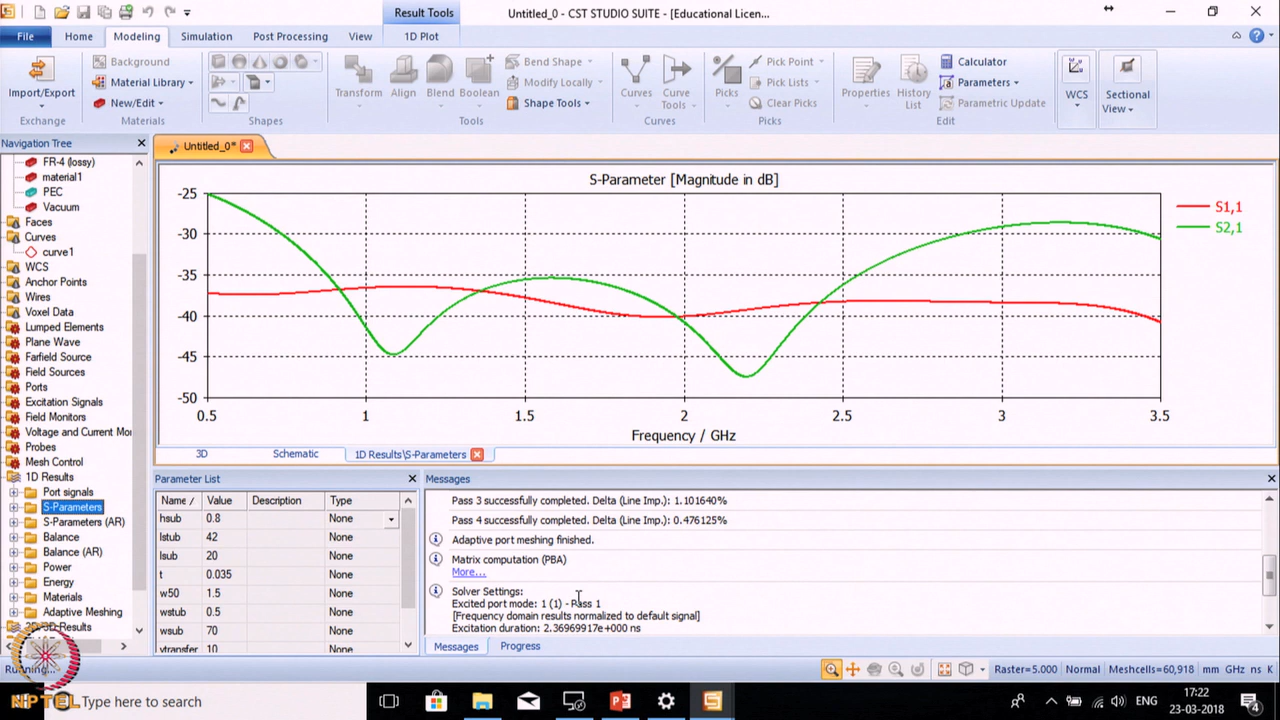 Result Tools
Untitled_0 - CST STUDIO SUITE - [Educational Licen...
File Home Modeling Simulation Post Processing View 1D Plot
Background
Material Library
New/Edit
Import/Export
Exchange
Materials
Shapes
Transform
Align
Blend
Boolean
Bend Shape
Modify Locally
Shape Tools
Tools
Curves
Curve Tools
Curves
Picks
Pick Point
Pick Lists
Clear Picks
Picks
Properties
History List
Calculator
Parameters
Parametric Update
Edit
WCS
Sectional View
Navigation Tree
FR-4 (lossy)
material1
PEC
Vacuum
Faces
Curves
curve1
WCS
Anchor Points
Wires
Voxel Data
Lumped Elements
Plane Wave
Farfield Source
Field Sources
Ports
Excitation Signals
Field Monitors
Voltage and Current Mo
Probes
Mesh Control
1D Results
Port signals
S-Parameters
S-Parameters (AR)
Balance
Balance (AR)
Power
Energy
Materials
Adaptive Meshing
2D/3D Results
Untitled_0*
S-Parameter [Magnitude in dB]
-25
-30
-35
-40
-45
-50
0.5 1 1.5 2 2.5 3 3.5
Frequency / GHz
S1,1
S2,1
3D Schematic 1D Results\S-Parameters
Parameter List
Name Value Description Type
hsub 0.8 None
lstub 42 None
lsub 20 None
t 0.035 None
w50 1.5 None
wstub 0.5 None
wsub 70 None
10 None
Messages
Pass 3 successfully completed. Delta (Line Imp.): 1.101640%
Pass 4 successfully completed. Delta (Line Imp.): 0.476125%
Adaptive port meshing finished.
Matrix computation (PBA)
More...
Solver Settings:
Excited port mode: 1 (1) - Pass 1
[Frequency domain results normalized to default signal]
Excitation duration: 2.36969917e+000 ns
Messages Progress
Running...
Raster=5.000 Normal Meshcells=60,918 mm GHz ns K
NPTEL
Type here to search
ENG
17:22
23-03-2018
4